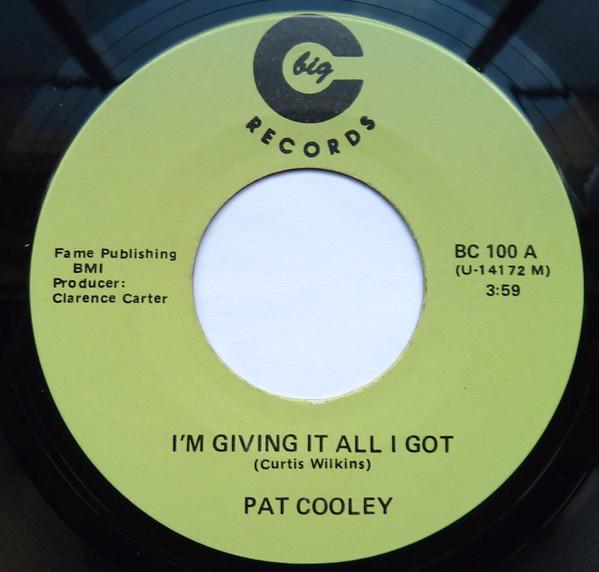 big C
RECORDS
Fame Publishing
BMI
Producer:
Clarence Carter
BC 100 A
(U-14172 M)
3:59
I'M GIVING IT ALL I GOT
(Curtis Wilkins)
PAT COOLEY